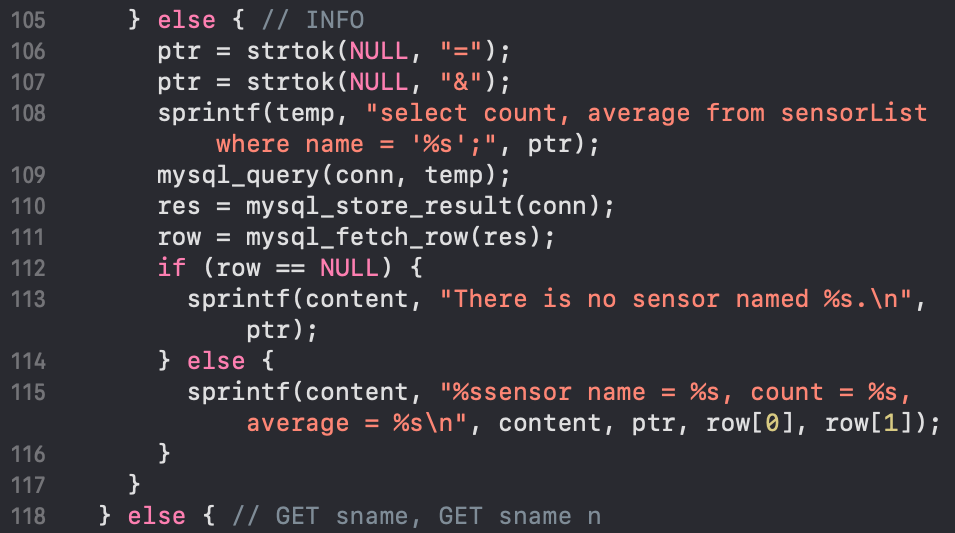 105 } else { // INFO
106 ptr = strtok(NULL, "=");
107 ptr = strtok(NULL, "&");
108 sprintf(temp, "select count, average from sensorList
where name = '%s';", ptr);
109 mysql_query(conn, temp);
110 res = mysql_store_result(conn);
111 row = mysql_fetch_row(res);
112 if (row == NULL) {
113 sprintf(content, "There is no sensor named %s.\n",
ptr);
114 } else {
115 sprintf(content, "%ssensor name = %s, count = %s,
average = %s\n", content, ptr, row[0], row[1]);
116 }
117 }
118 } else { // GET sname, GET sname n